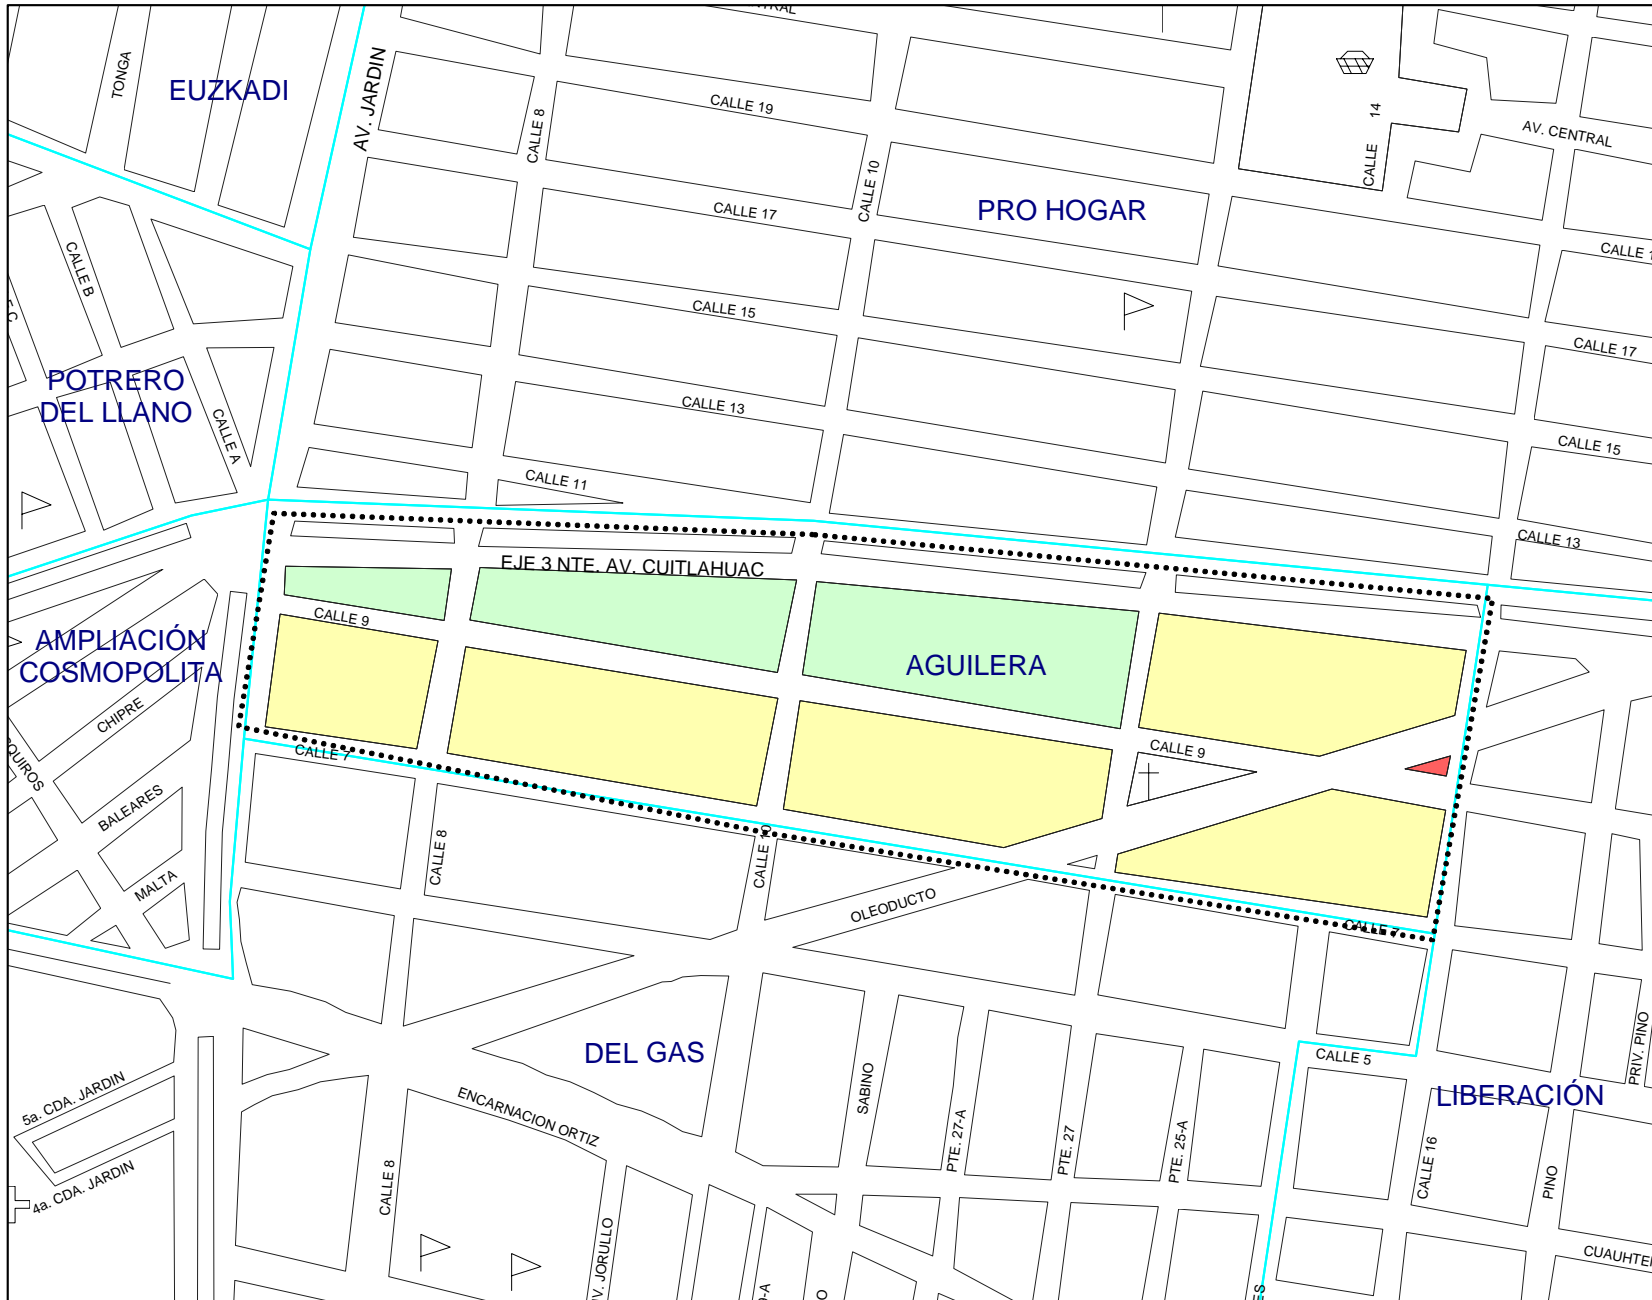 TONGA
EUZKADI
AV. JARDIN
CALLE 8
CALLE 19
CALLE 10
CALLE 14
AV. CENTRAL
CALLE 17
PRO HOGAR
CALLE B
CALLE 15
CALLE 17
POTRERO
DEL LLANO
CALLE A
CALLE 13
CALLE 15
CALLE 11
CALLE 13
EJE 3 NTE. AV. CUITLAHUAC
CALLE 9
AMPLIACIÓN
COSMOPOLITA
AGUILERA
CHIPRE
CALLE 7
CALLE 9
BALEARES
CALLE 8
CALLE 10
MALTA
OLEODUCTO
CALLE 7
DEL GAS
CALLE 5
PRIV. PINO
LIBERACIÓN
5a. CDA. JARDIN
ENCARNACION ORTIZ
SABINO
PTE. 27-A
PTE. 27
PTE. 25-A
4a. CDA. JARDIN
CALLE 8
CALLE 16
PINO
JORULLO